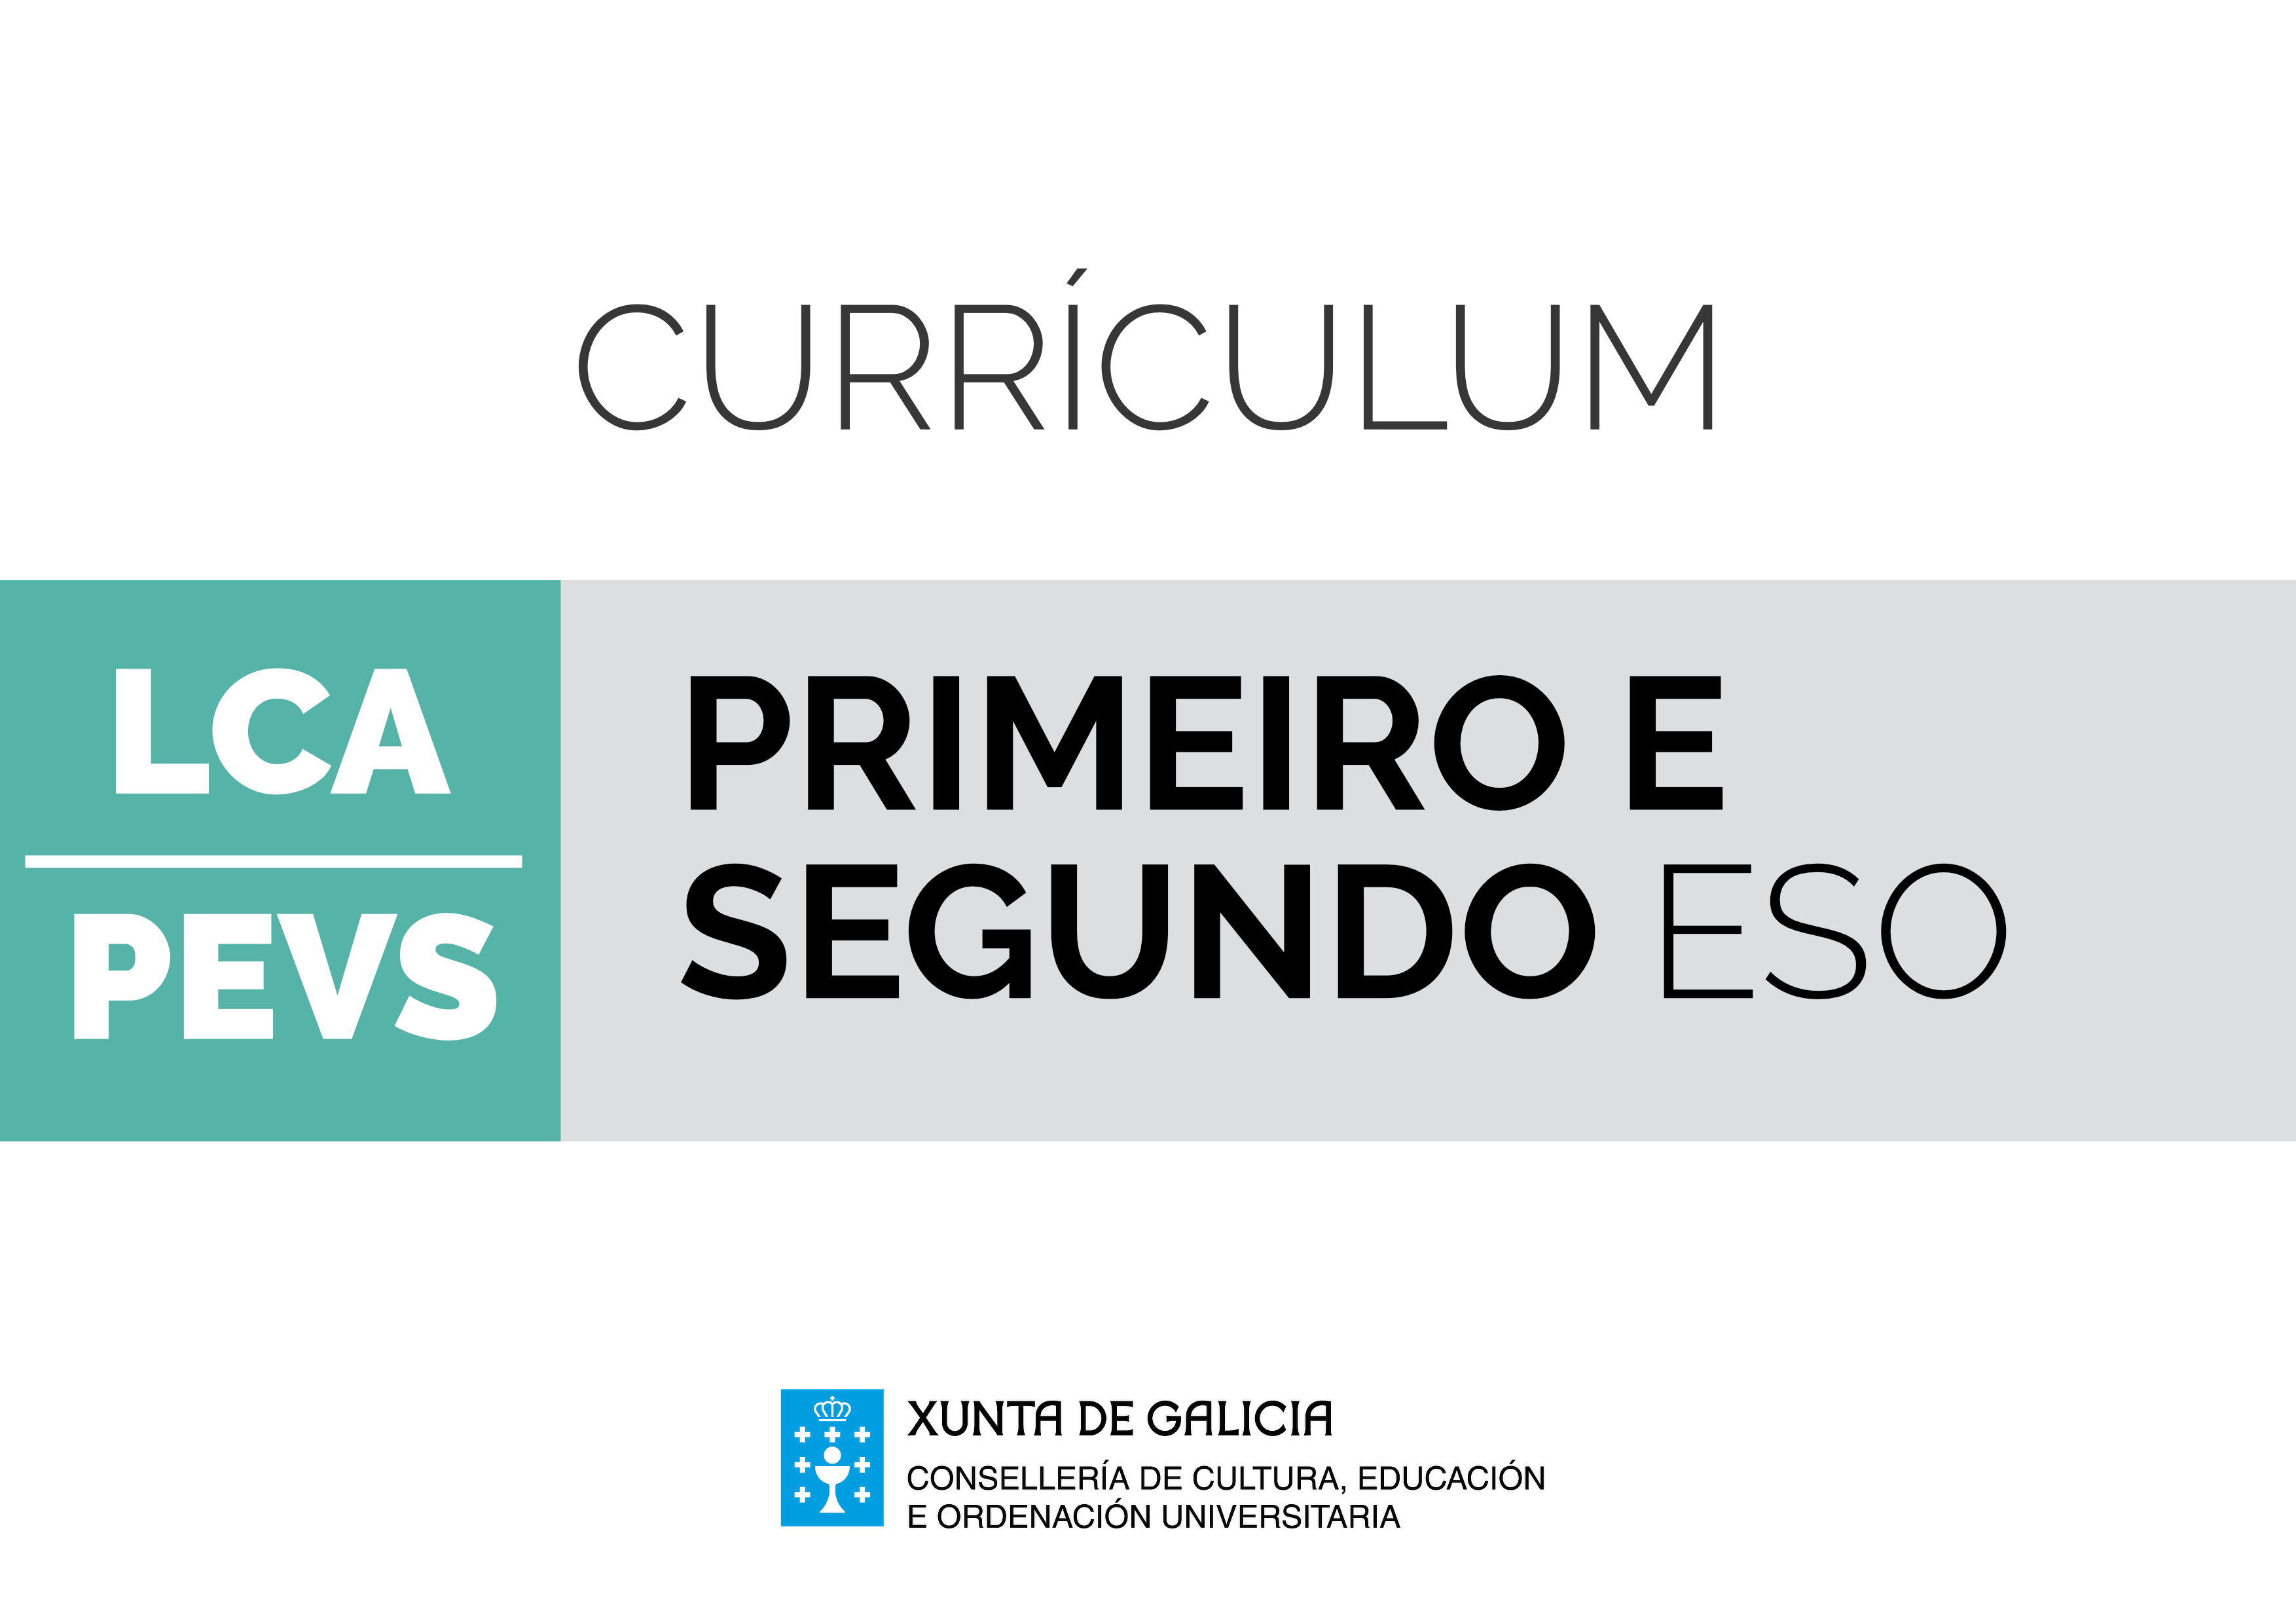 CURRÍCULUM
LCA
PEVS
PRIMEIRO E
SEGUNDO ESO
XUNTA DE GALICIA
CONSELLERÍA DE CULTURA, EDUCACIÓN
E ORDENACIÓN UNIVERSITARIA